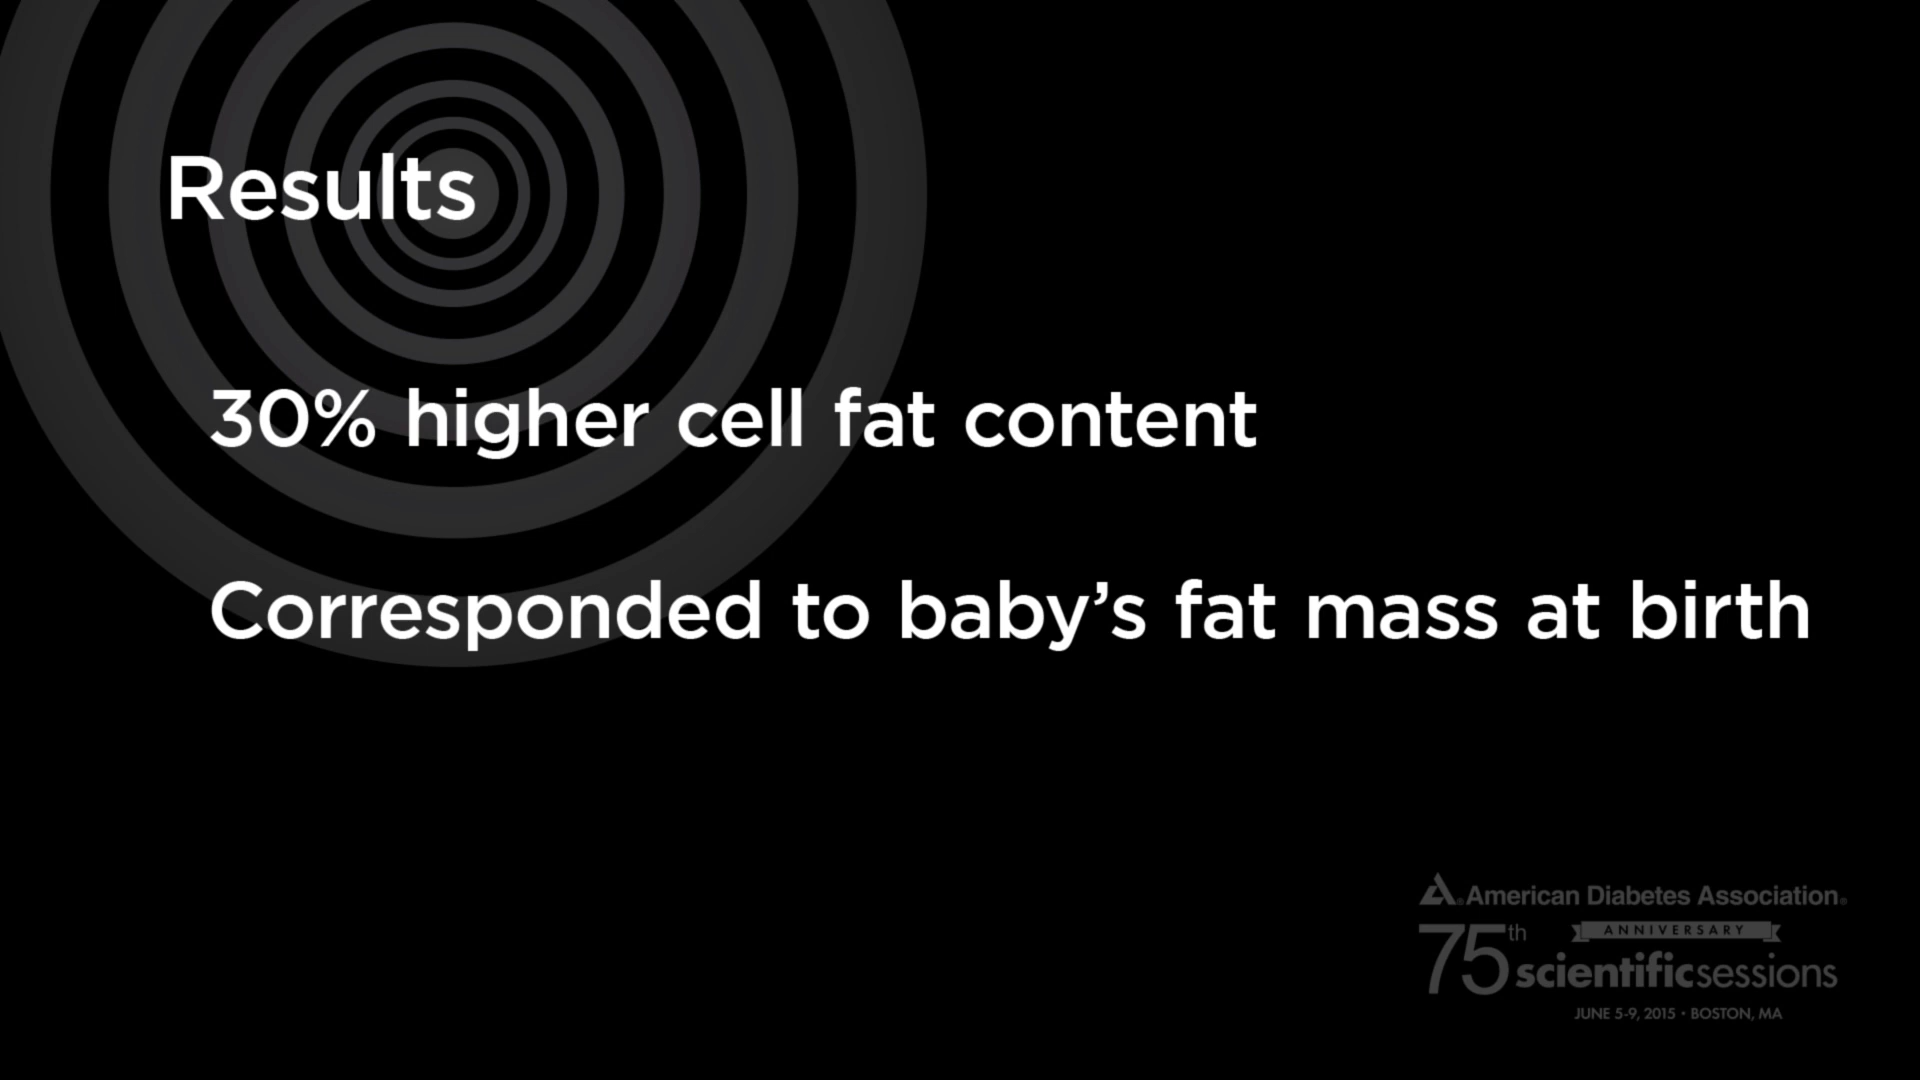 Results
30% higher cell fat content
Corresponded to baby’s fat mass at birth
American Diabetes Association®
75th ANNIVERSARY
scientificsessions
JUNE 5-9, 2015 • BOSTON, MA